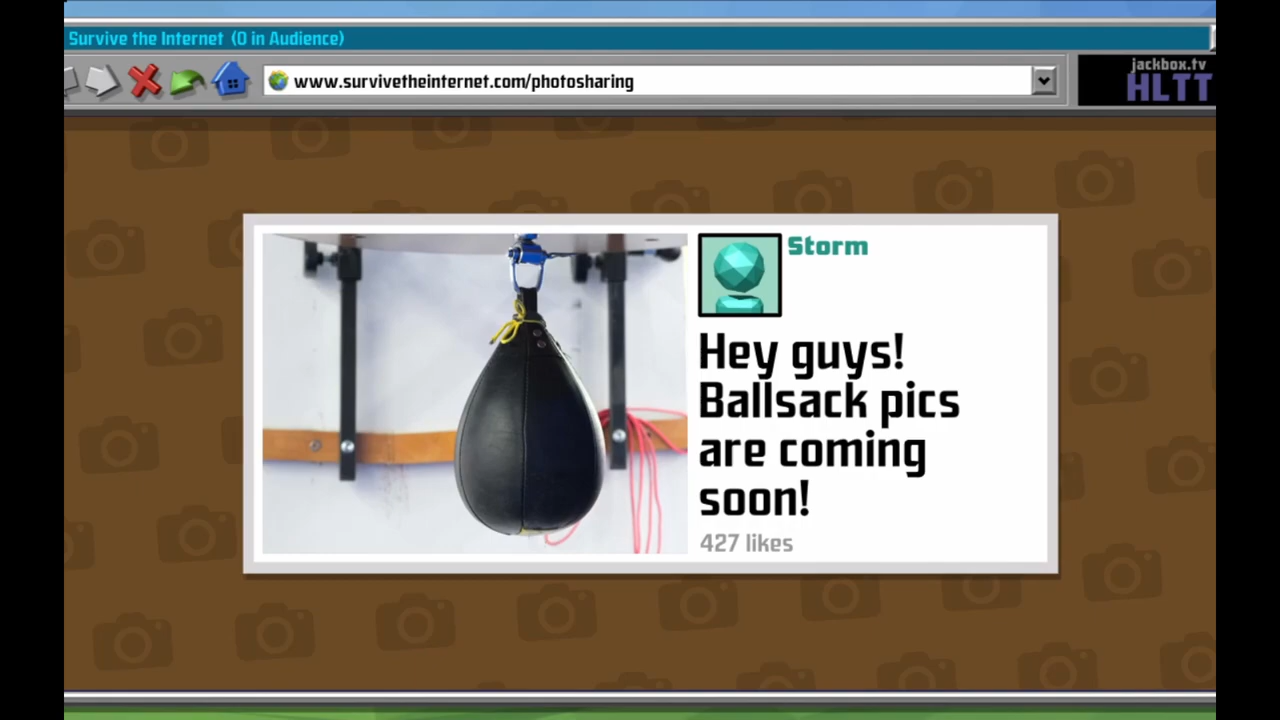 Survive the Internet (0 in Audience)
www.survivetheinternet.com/photosharing
jackbox.tv
HLTT
Storm
Hey guys!
Ballsack pics
are coming
soon!
427 likes